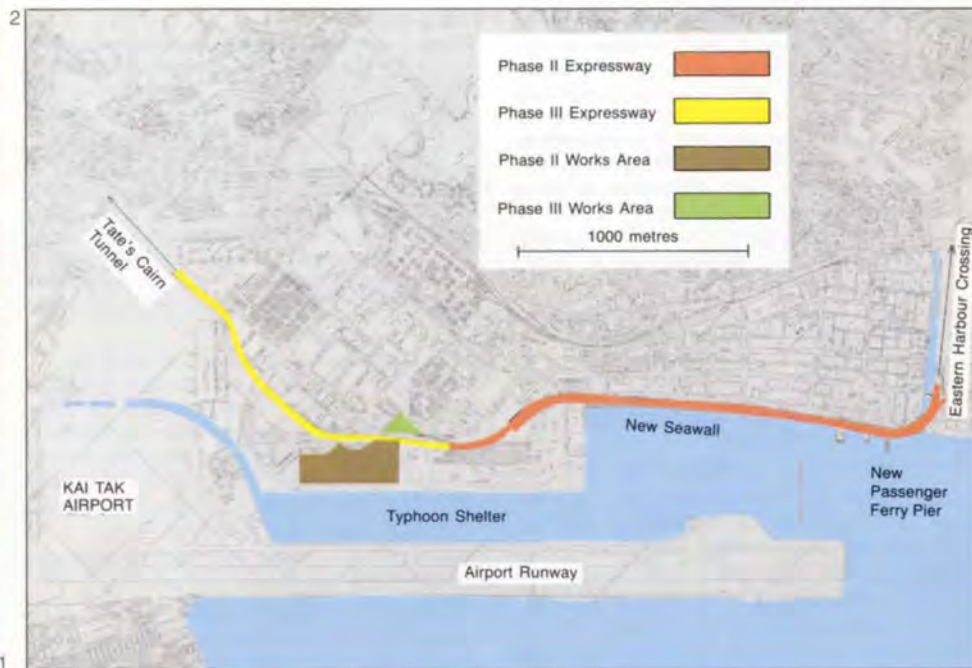 2
Phase II Expressway
Phase III Expressway
Phase II Works Area
Phase III Works Area
1000 metres
Tate's Cairn
Tunnel
Eastern Harbour Crossing
New Seawall
KAI TAK
AIRPORT
New
Passenger
Ferry Pier
Typhoon Shelter
Airport Runway
1